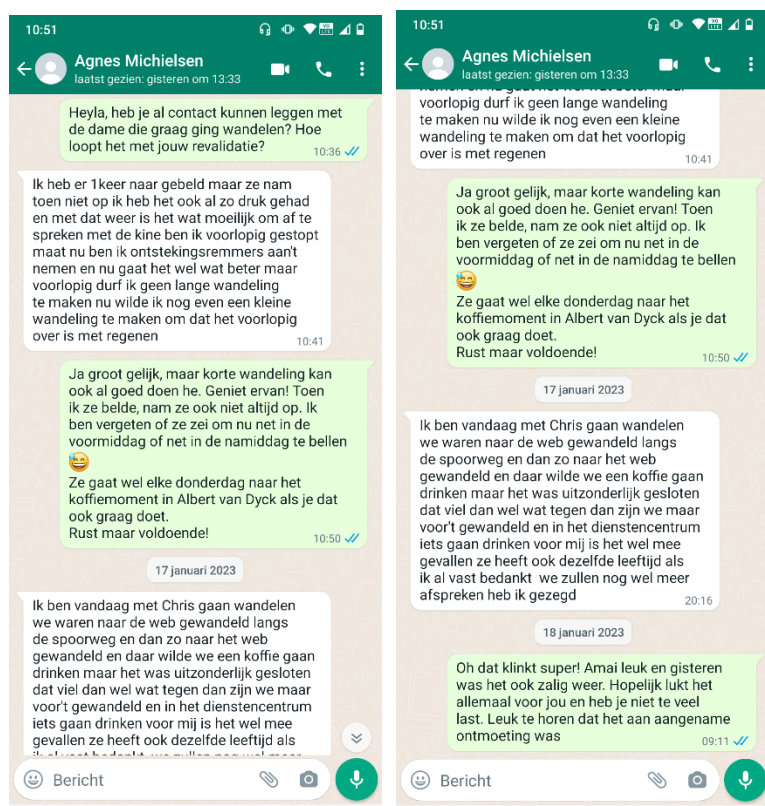 10:51
Agnes Michielsen
laatst gezien: gisteren om 13:33
Heyla, heb je al contact kunnen leggen met
de dame die graag ging wandelen? Hoe
loopt het met jouw revalidatie?
10:36
Ik heb er 1keer naar gebeld maar ze nam
toen niet op ik heb het ook al zo druk gehad
en met dat weer is het wat moeilijk om af te
spreken met de kine ben ik voorlopig gestopt
maat nu ben ik ontstekingsremmers aan't
nemen en nu gaat het wel wat beter maar
voorlopig durf ik geen lange wandeling
te maken nu wilde ik nog even een kleine
wandeling te maken om dat het voorlopig
over is met regenen
10:41
Ja groot gelijk, maar korte wandeling kan
ook al goed doen he. Geniet ervan! Toen
ik ze belde, nam ze ook niet altijd op. Ik
ben vergeten of ze zei om nu net in de
voormiddag of net in de namiddag te bellen
😅
Ze gaat wel elke donderdag naar het
koffiemoment in Albert van Dyck als je dat
ook graag doet.
Rust maar voldoende!
10:50
17 januari 2023
Ik ben vandaag met Chris gaan wandelen
we waren naar de web gewandeld langs
de spoorweg en dan zo naar het web
gewandeld en daar wilde we een koffie gaan
drinken maar het was uitzonderlijk gesloten
dat viel dan wel wat tegen dan zijn we maar
voor't gewandeld en in het dienstencentrum
iets gaan drinken voor mij is het wel mee
gevallen ze heeft ook dezelfde leeftijd als
ik al vast bedankt we zullen nog wel meer
Bericht
10:51
Agnes Michielsen
laatst gezien: gisteren om 13:33
nemen en nu gaat het wel wat beter maar
voorlopig durf ik geen lange wandeling
te maken nu wilde ik nog even een kleine
wandeling te maken om dat het voorlopig
over is met regenen
10:41
Ja groot gelijk, maar korte wandeling kan
ook al goed doen he. Geniet ervan! Toen
ik ze belde, nam ze ook niet altijd op. Ik
ben vergeten of ze zei om nu net in de
voormiddag of net in de namiddag te bellen
😅
Ze gaat wel elke donderdag naar het
koffiemoment in Albert van Dyck als je dat
ook graag doet.
Rust maar voldoende!
10:50
17 januari 2023
Ik ben vandaag met Chris gaan wandelen
we waren naar de web gewandeld langs
de spoorweg en dan zo naar het web
gewandeld en daar wilde we een koffie gaan
drinken maar het was uitzonderlijk gesloten
dat viel dan wel wat tegen dan zijn we maar
voor't gewandeld en in het dienstencentrum
iets gaan drinken voor mij is het wel mee
gevallen ze heeft ook dezelfde leeftijd als
ik al vast bedankt  we zullen nog wel meer
afspreken heb ik gezegd
20:16
18 januari 2023
Oh dat klinkt super! Amai leuk en gisteren
was het ook zalig weer. Hopelijk lukt het
allemaal voor jou en heb je niet te veel
last. Leuk te horen dat het aan aangename
ontmoeting was
09:11
Bericht